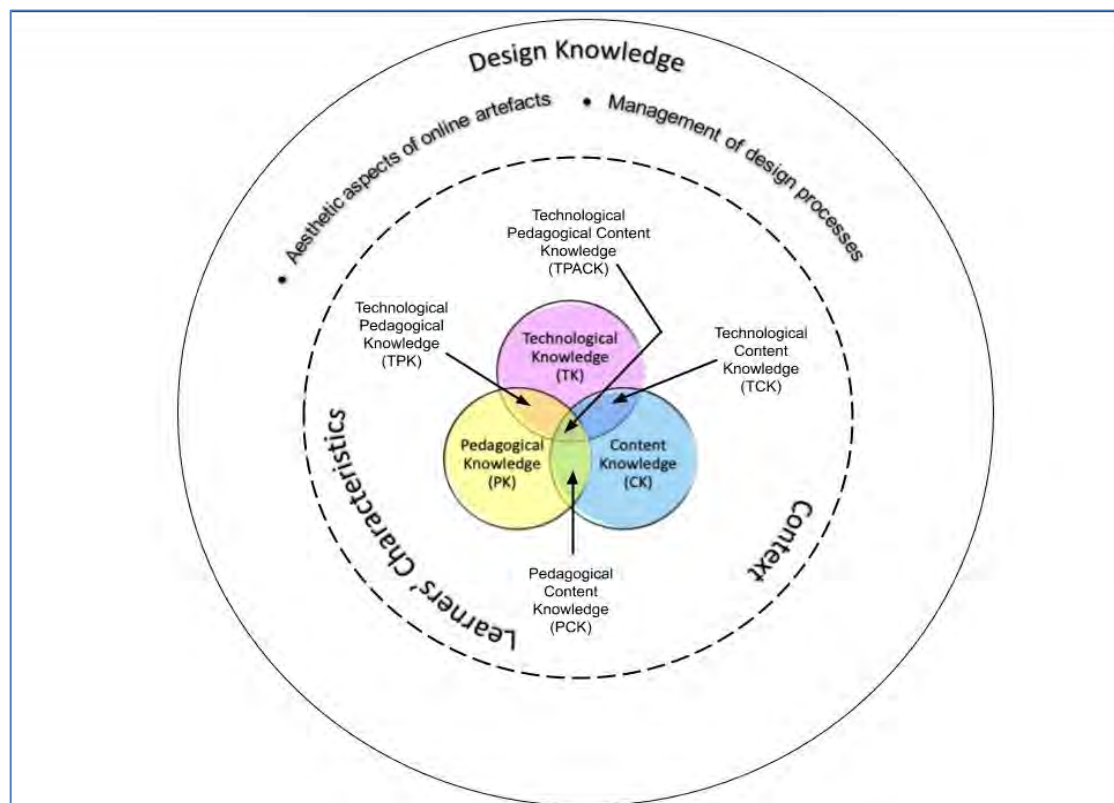 Design Knowledge
• Aesthetic aspects of online artefacts
• Management of design processes
Technological
Pedagogical Content
Knowledge
(TPACK)
Technological
Pedagogical
Knowledge
(TPK)
Technological
Content
Knowledge
(TCK)
Technological
Knowledge
(TK)
Pedagogical
Knowledge
(PK)
Content
Knowledge
(CK)
Learners' Characteristics
Context
Pedagogical
Content
Knowledge
(PCK)